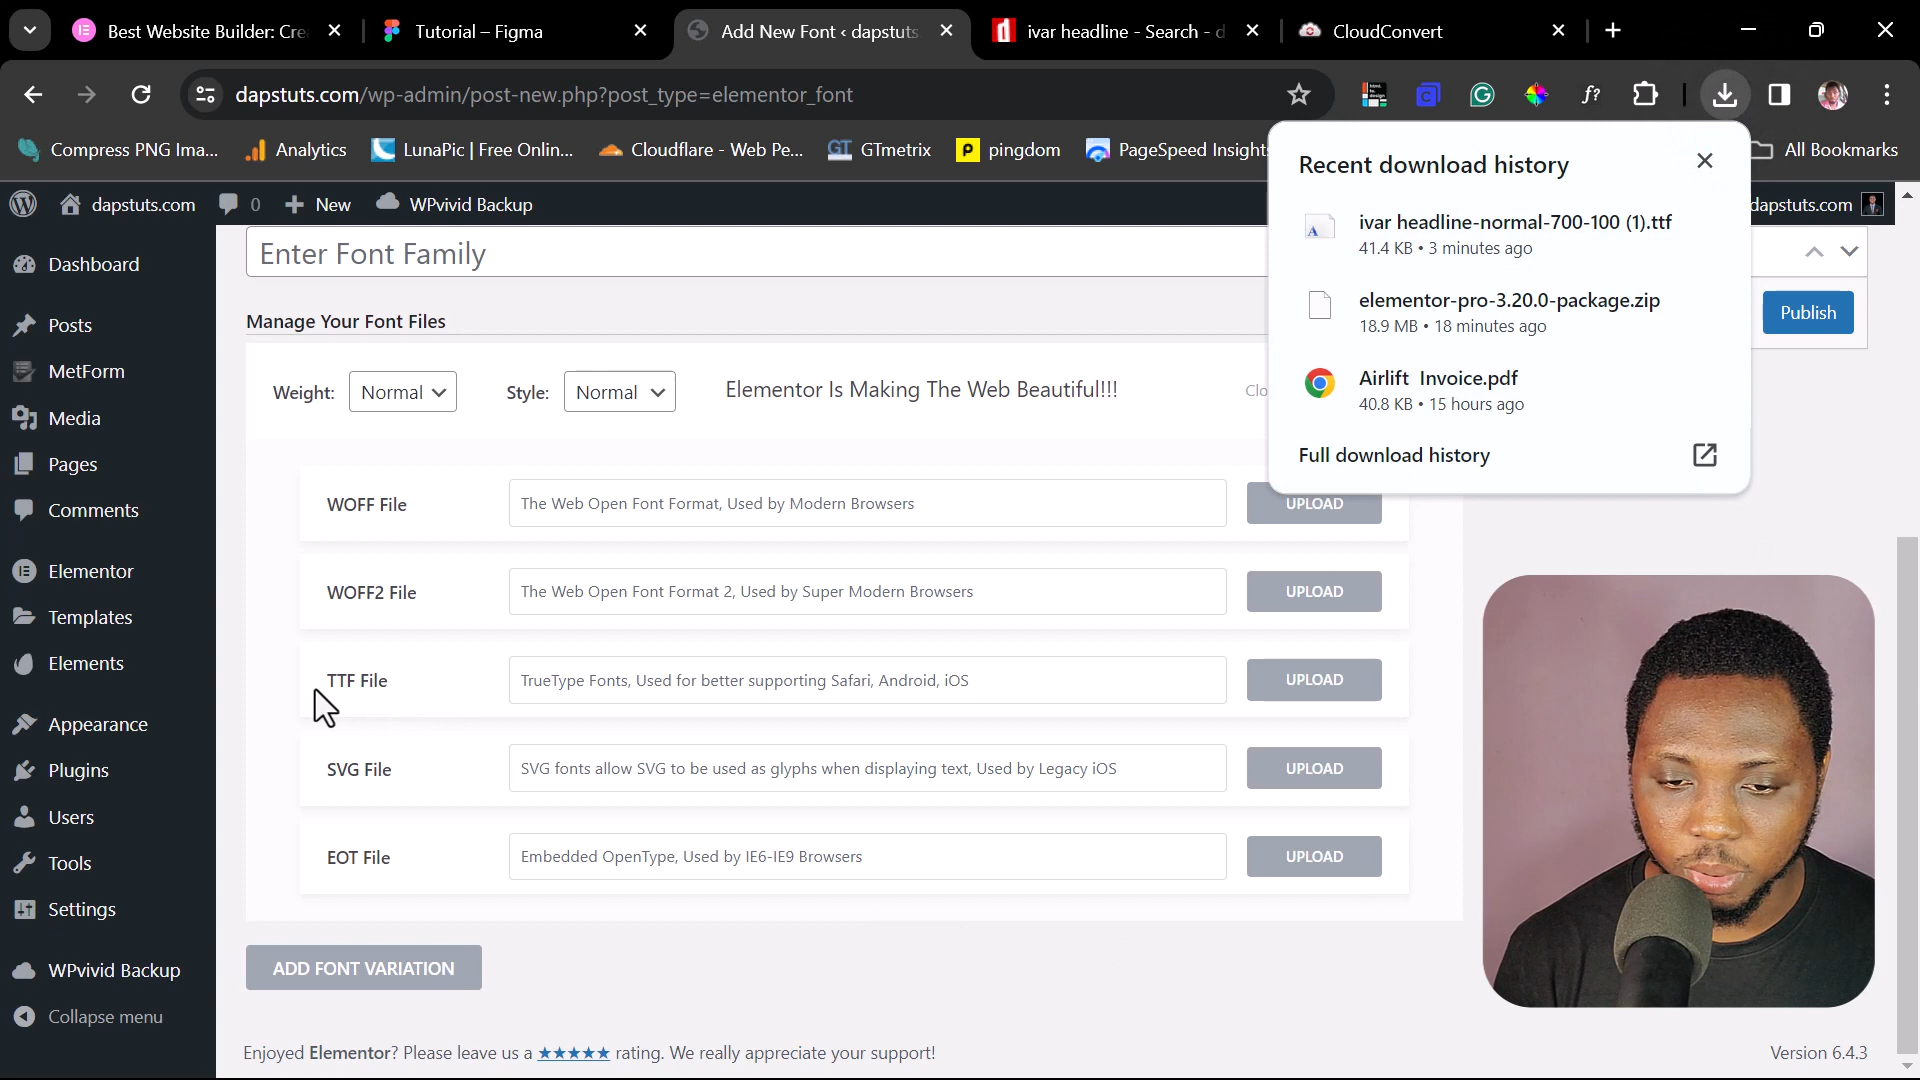 Best Website Builder: Cre
Tutorial – Figma
Add New Font ‹ dapstuts
ivar headline - Search - d
CloudConvert
dapstuts.com/wp-admin/post-new.php?post_type=elementor_font
f?
Compress PNG Ima...
Analytics
LunaPic | Free Onlin...
Cloudflare - Web Pe...
GTmetrix
pingdom
PageSpeed Insights
All Bookmarks
dapstuts.com
0
New
WPvivid Backup
dapstuts.com
Recent download history
ivar headline-normal-700-100 (1).ttf
41.4 KB • 3 minutes ago
elementor-pro-3.20.0-package.zip
18.9 MB • 18 minutes ago
Airlift Invoice.pdf
40.8 KB • 15 hours ago
Full download history
Dashboard
Posts
MetForm
Media
Pages
Comments
Elementor
Templates
Elements
Appearance
Plugins
Users
Tools
Settings
WPvivid Backup
Collapse menu
Enter Font Family
Manage Your Font Files
Publish
Weight: Normal Style: Normal Elementor Is Making The Web Beautiful!!! Clo
WOFF File The Web Open Font Format, Used by Modern Browsers UPLOAD
WOFF2 File The Web Open Font Format 2, Used by Super Modern Browsers UPLOAD
TTF File TrueType Fonts, Used for better supporting Safari, Android, iOS UPLOAD
SVG File SVG fonts allow SVG to be used as glyphs when displaying text, Used by Legacy iOS UPLOAD
EOT File Embedded OpenType, Used by IE6-IE9 Browsers UPLOAD
ADD FONT VARIATION
Enjoyed Elementor? Please leave us a ★★★★★ rating. We really appreciate your support!
Version 6.4.3